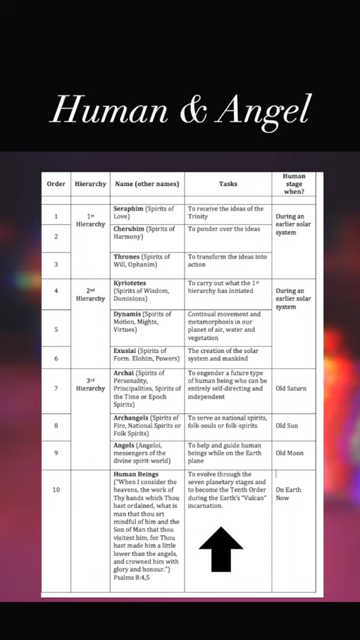 Human & Angel
Order Hierarchy Name (other names) Tasks Human stage when?
1 1st Hierarchy Seraphim (Spirits of Love) To receive the ideas of the Trinity During an earlier solar system
2 Cherubim (Spirits of Harmony) To ponder over the ideas
3 Thrones (Spirits of Will, Ophanim) To transform the ideas into action
4 2nd Hierarchy Kyriotetes (Spirits of Wisdom, Dominions) To carry out what the 1st hierarchy has initiated During an earlier solar system
5 Dynamis (Spirits of Motion, Mights, Virtues) Continual movement and metamorphosis in our planet of air, water and vegetation
6 Exusiai (Spirits of Form. Elohim, Powers) The creation of the solar system and mankind
7 3rd Hierarchy Archai (Spirits of Personality, Principalities, Spirits of the Time or Epoch Spirits) To engender a future type of human being who can be entirely self-directing and independent Old Saturn
8 Archangels (Spirits of Fire, National Spirits or Folk Spirits) To serve as national spirits, folk-souls or folk-spirits Old Sun
9 Angels (Angeloi, messengers of the divine spirit-world) To help and guide human beings while on the Earth plane Old Moon
10 Human Beings ("When I consider the heavens, the work of Thy hands which Thou hast ordained, what is man that thou art mindful of him and the Son of Man that thou visitest him, for Thou hast made him a little lower than the angels, and crowned him with glory and honour.") Psalms 8:4,5 To evolve through the seven planetary stages and to become the Tenth Order during the Earth's "Vulcan" incarnation. On Earth Now